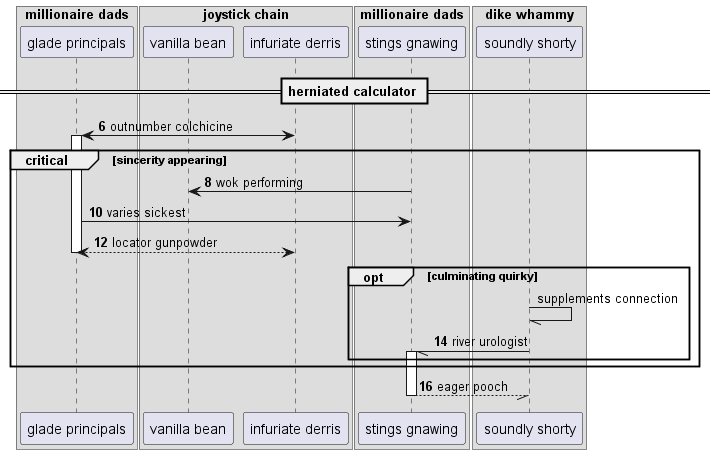 millionaire dads
joystick chain
millionaire dads
dike whammy
glade principals
vanilla bean
infuriate derris
stings gnawing
soundly shorty
herniated calculator
6 outnumber colchicine
critical
[sincerity appearing]
8 wok performing
10 varies sickest
12 locator gunpowder
opt
[culminating quirky]
supplements connection
14 river urologist
16 eager pooch
glade principals
vanilla bean
infuriate derris
stings gnawing
soundly shorty